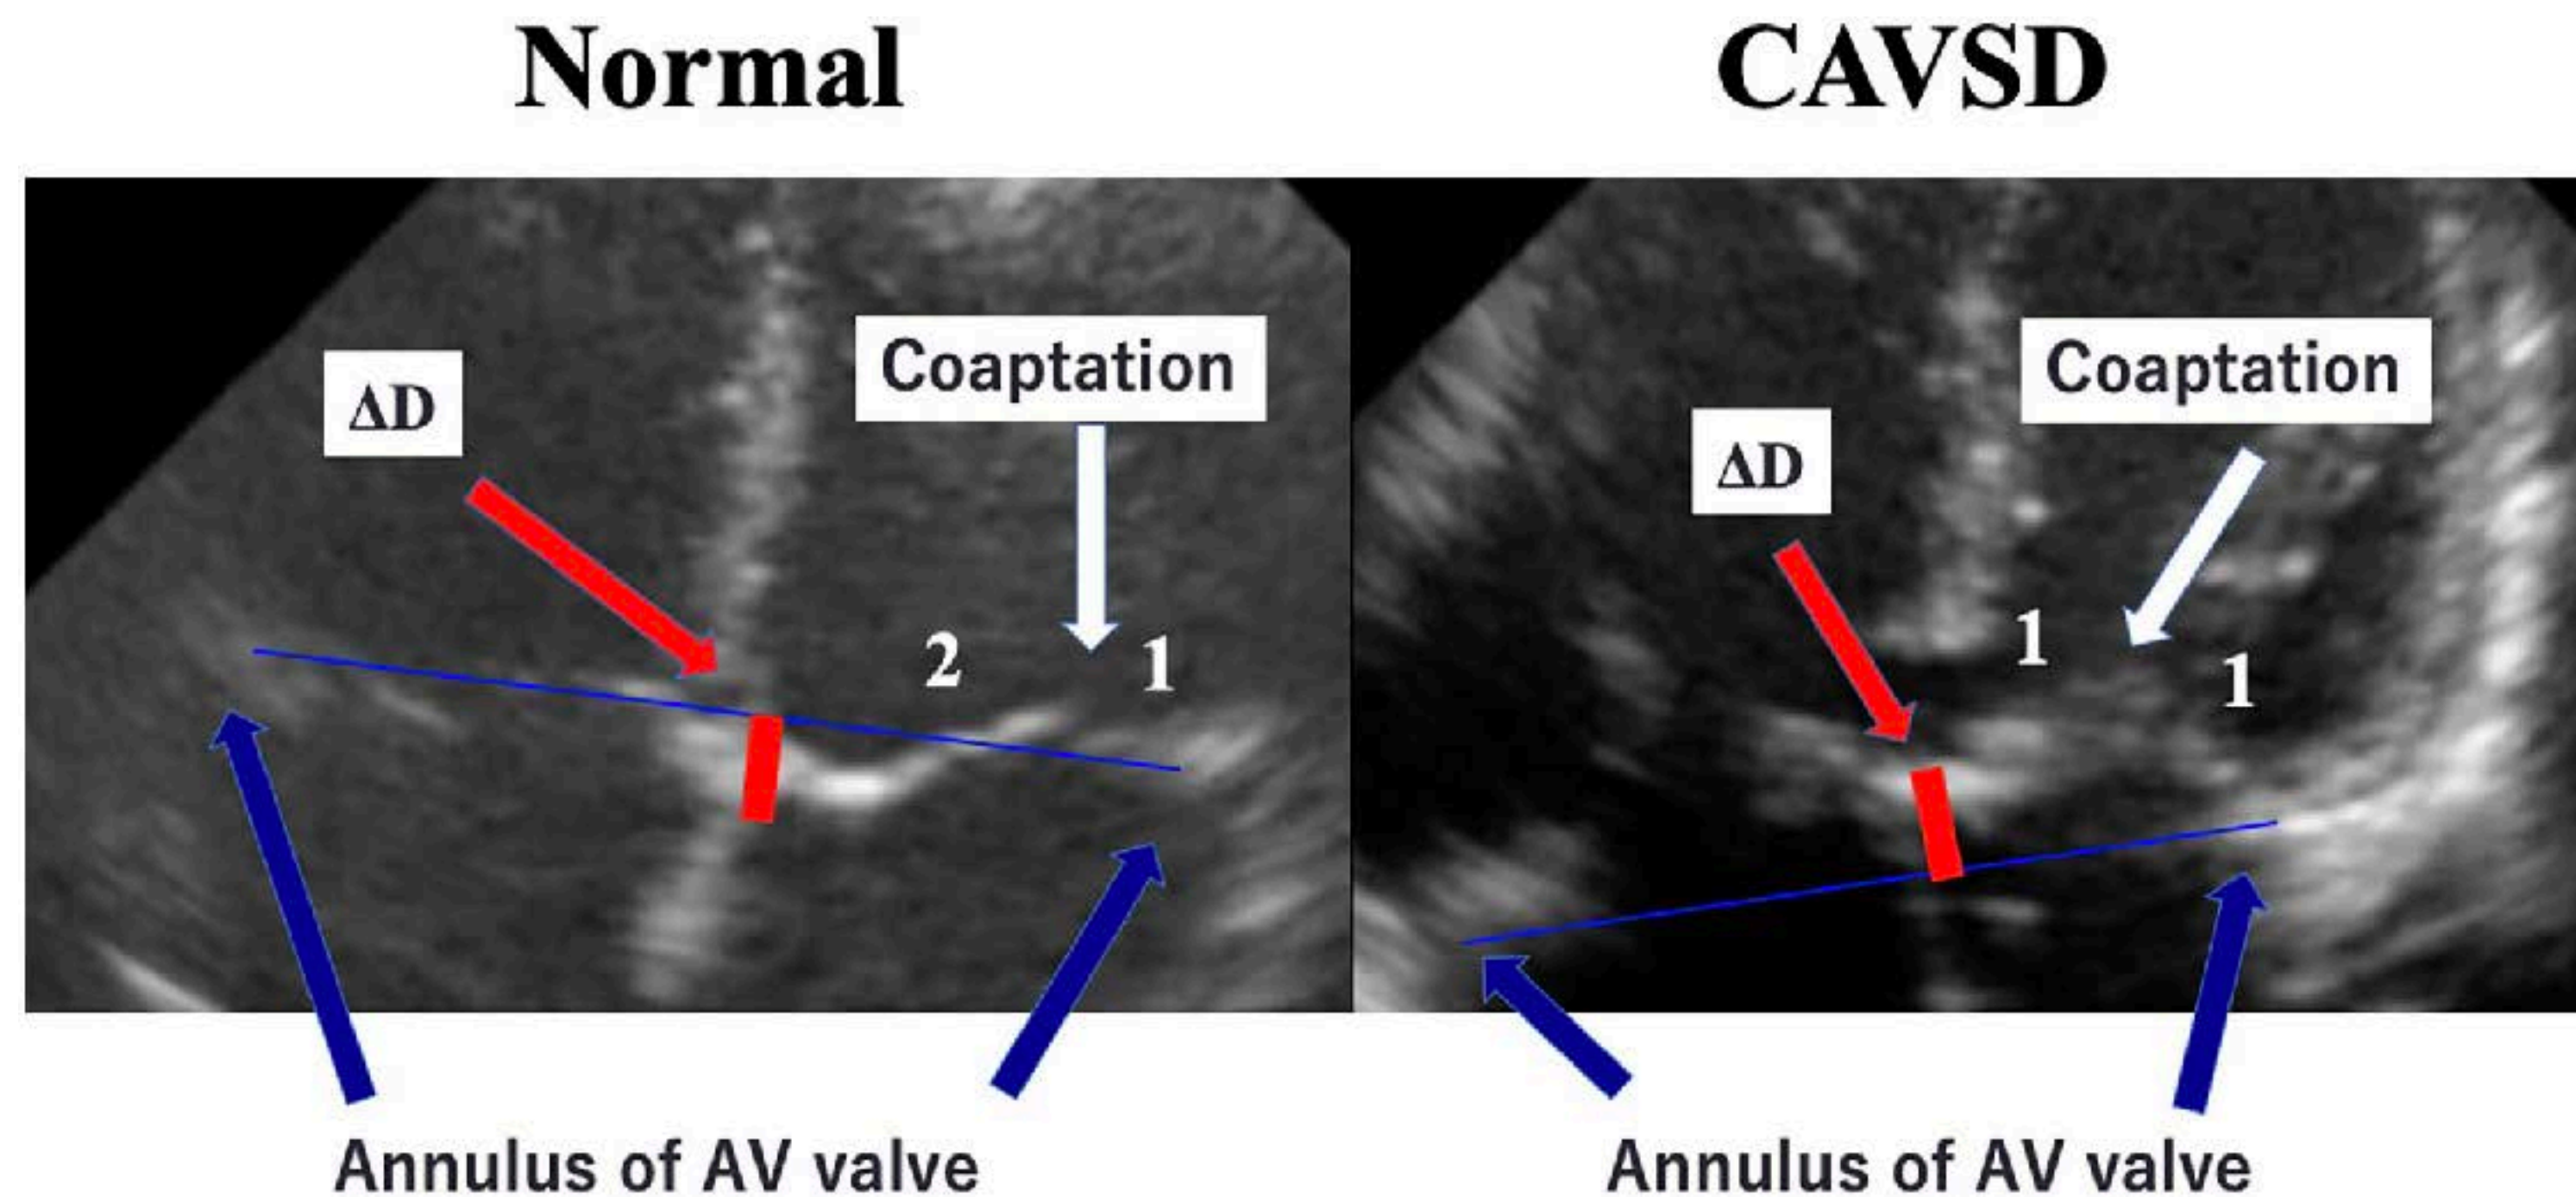 Normal
CAVSD
ΔD
Coaptation
2
1
ΔD
Coaptation
1
1
Annulus of AV valve
Annulus of AV valve